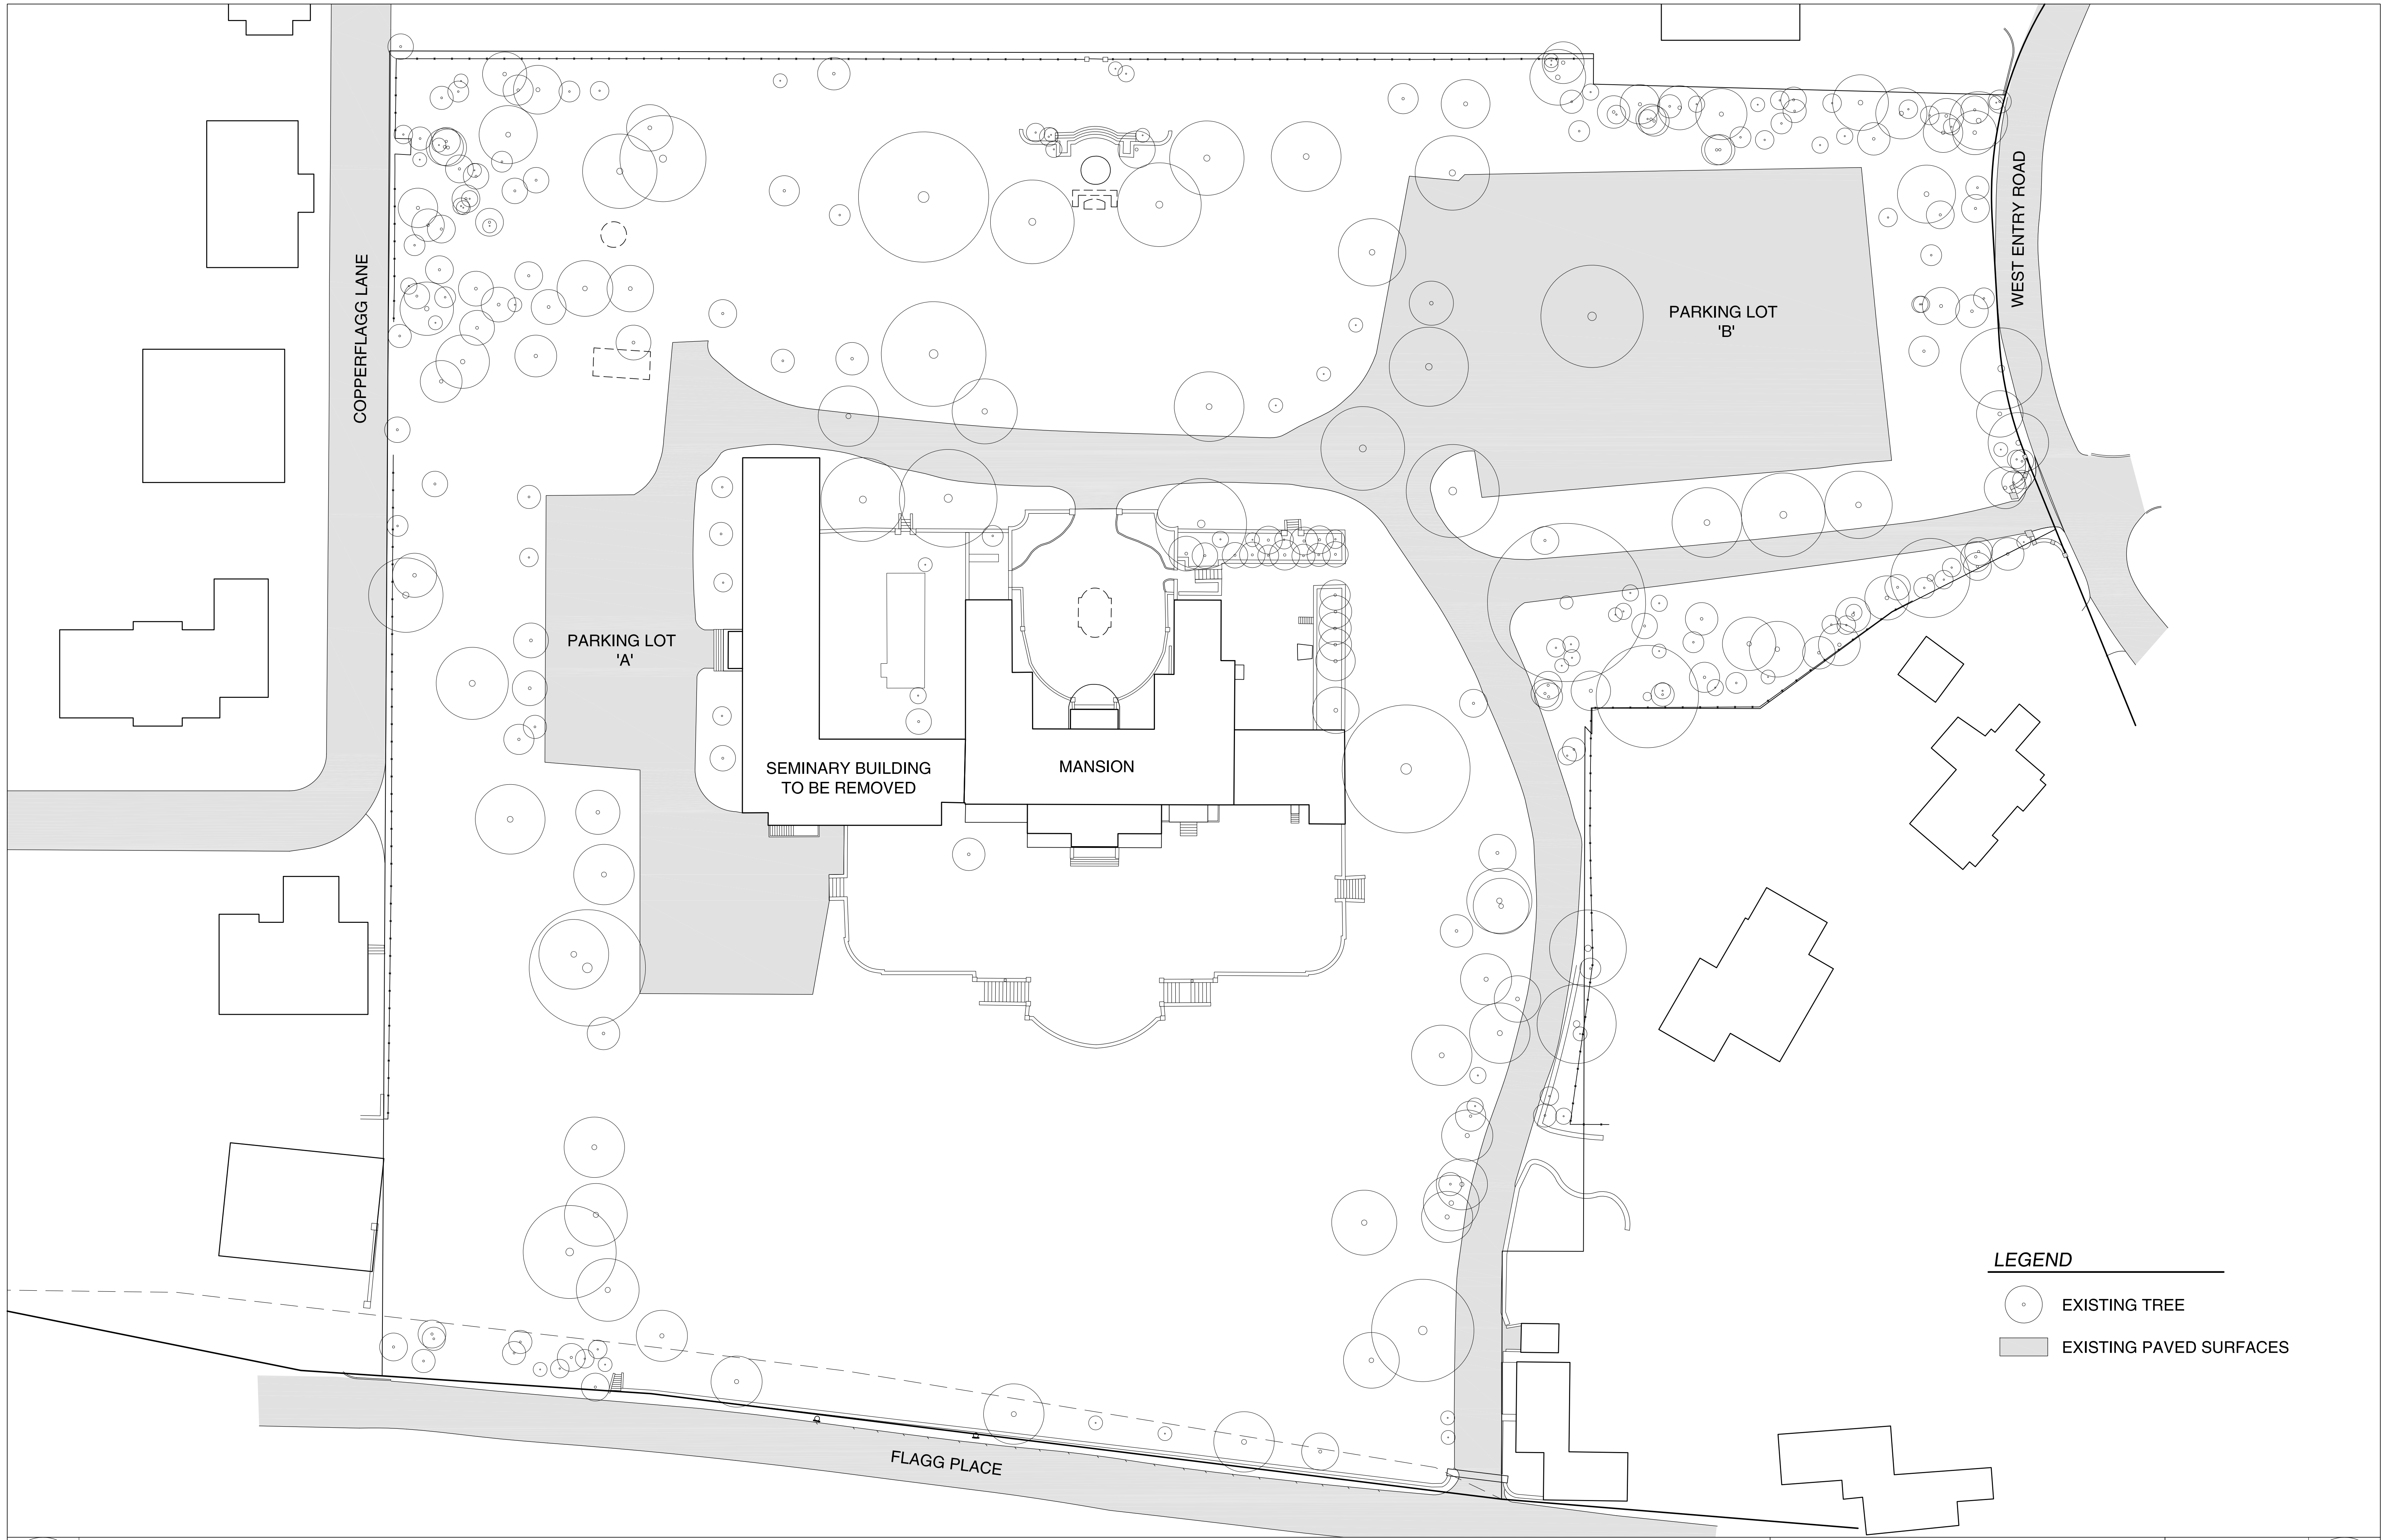 COPPERFLAGG LANE
WEST ENTRY ROAD
PARKING LOT
'B'
PARKING LOT
'A'
SEMINARY BUILDING
TO BE REMOVED
MANSION
LEGEND
EXISTING TREE
EXISTING PAVED SURFACES
FLAGG PLACE